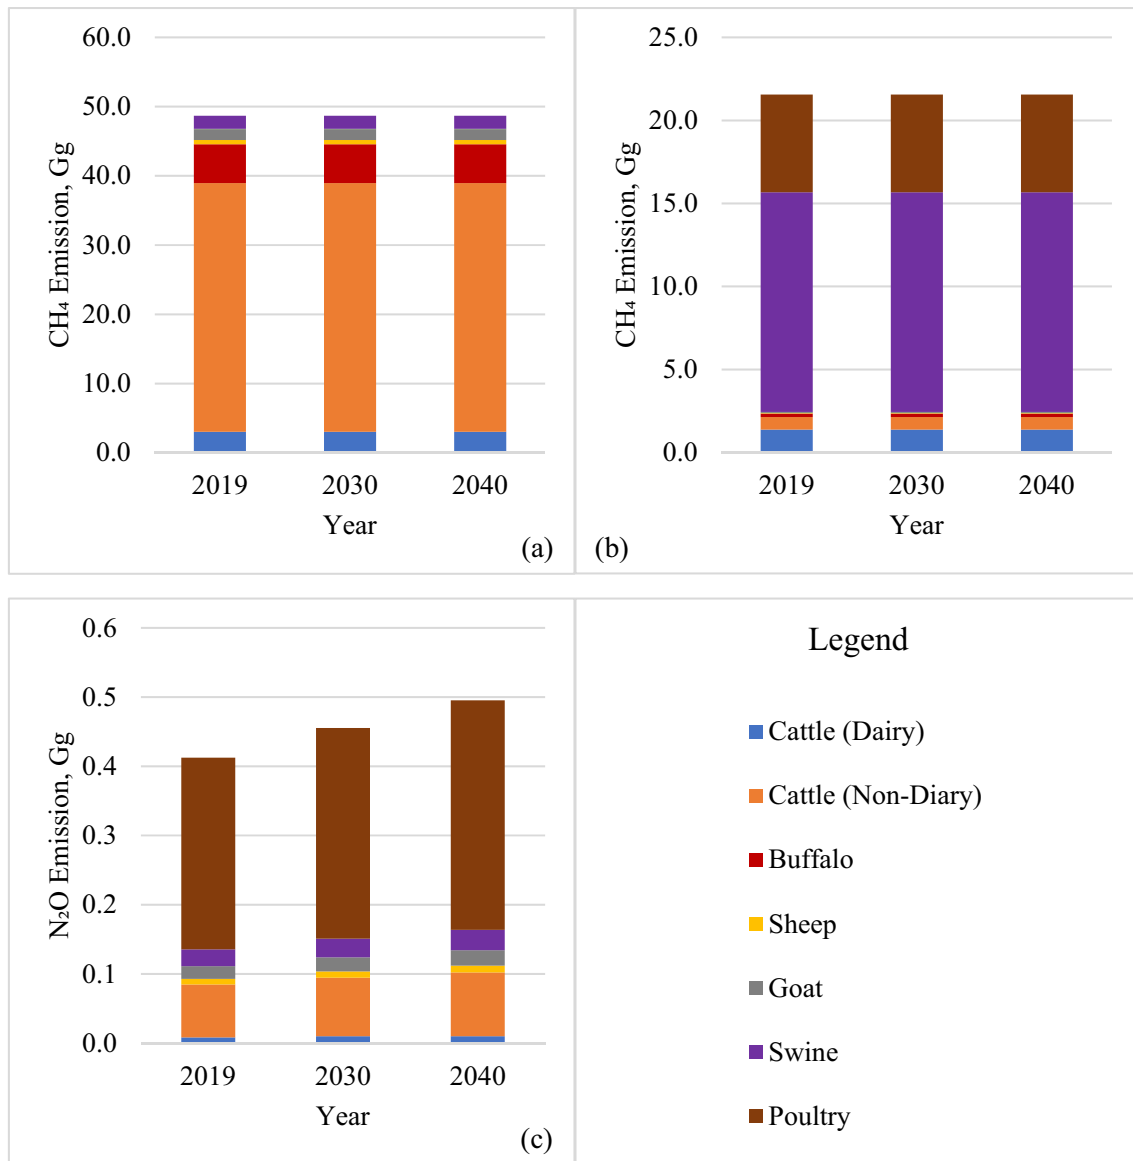 60.0
50.0
40.0
30.0
20.0
10.0
0.0
CH₄ Emission, Gg
2019 2030 2040
Year
(a)
25.0
20.0
15.0
10.0
5.0
0.0
CH₄ Emission, Gg
2019 2030 2040
Year
(b)
0.6
0.5
0.4
0.3
0.2
0.1
0.0
N₂O Emission, Gg
2019 2030 2040
Year
(c)
Legend
Cattle (Dairy)
Cattle (Non-Diary)
Buffalo
Sheep
Goat
Swine
Poultry